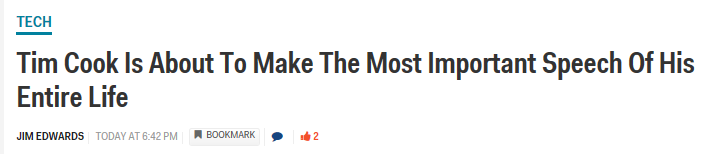 TECH
Tim Cook Is About To Make The Most Important Speech Of His
Entire Life
JIM EDWARDS TODAY AT 6:42 PM BOOKMARK 2